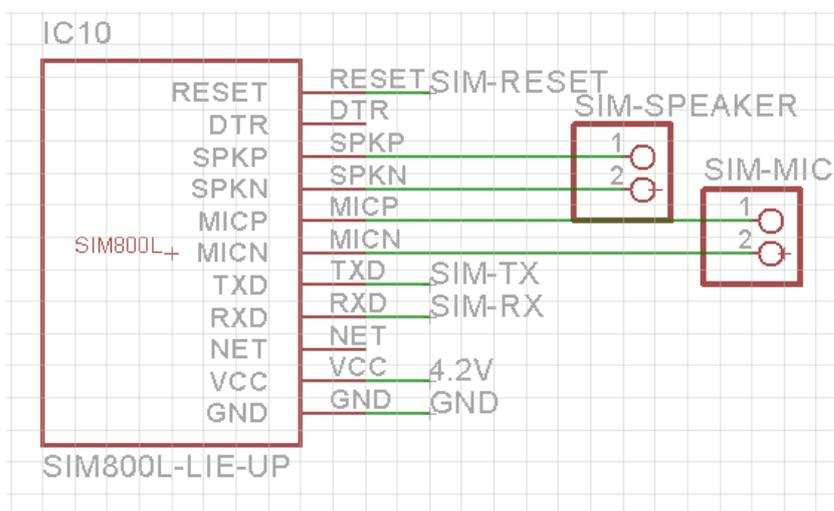 IC10
RESET RESET SIM-RESET
DTR DTR SIM-SPEAKER
SPKP SPKP 1
SPKN SPKN 2 SIM-MIC
MICP MICP 1
SIM800L MICN MICN 2
TXD TXD SIM-TX
RXD RXD SIM-RX
NET NET
VCC VCC 4.2V
GND GND GND
SIM800L-LIE-UP